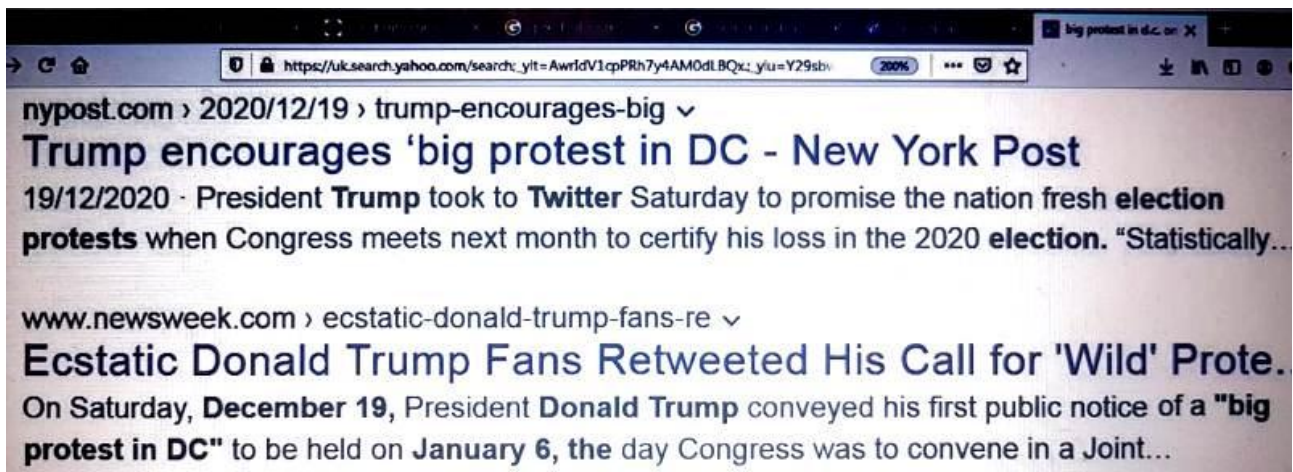 big protest in d.c. on
https://uk.search.yahoo.com/search;_ylt=AwrIdV1cpPRh7y4AM0dLBQx.;_ylu=Y29sb 200%
nypost.com › 2020/12/19 › trump-encourages-big
Trump encourages ‘big protest in DC - New York Post
19/12/2020 · President Trump took to Twitter Saturday to promise the nation fresh election
protests when Congress meets next month to certify his loss in the 2020 election. “Statistically...
www.newsweek.com › ecstatic-donald-trump-fans-re
Ecstatic Donald Trump Fans Retweeted His Call for 'Wild' Prote..
On Saturday, December 19, President Donald Trump conveyed his first public notice of a "big
protest in DC" to be held on January 6, the day Congress was to convene in a Joint...